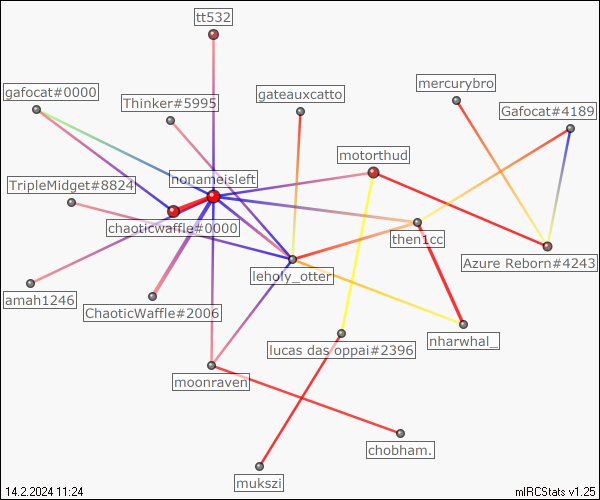 tt532
gafocat#0000
mercurybro
Thinker#5995
gateauxcatto
Gafocat#4189
motorthud
nonameisleft
TripleMidget#8824
chaoticwaffle#0000
then1cc
Azure Reborn#4243
leholy_otter
amah1246
ChaoticWaffle#2006
nharwhal_
lucas das oppai#2396
moonraven
chobham.
mukszi
14.2.2024 11:24
mIRCStats v1.25